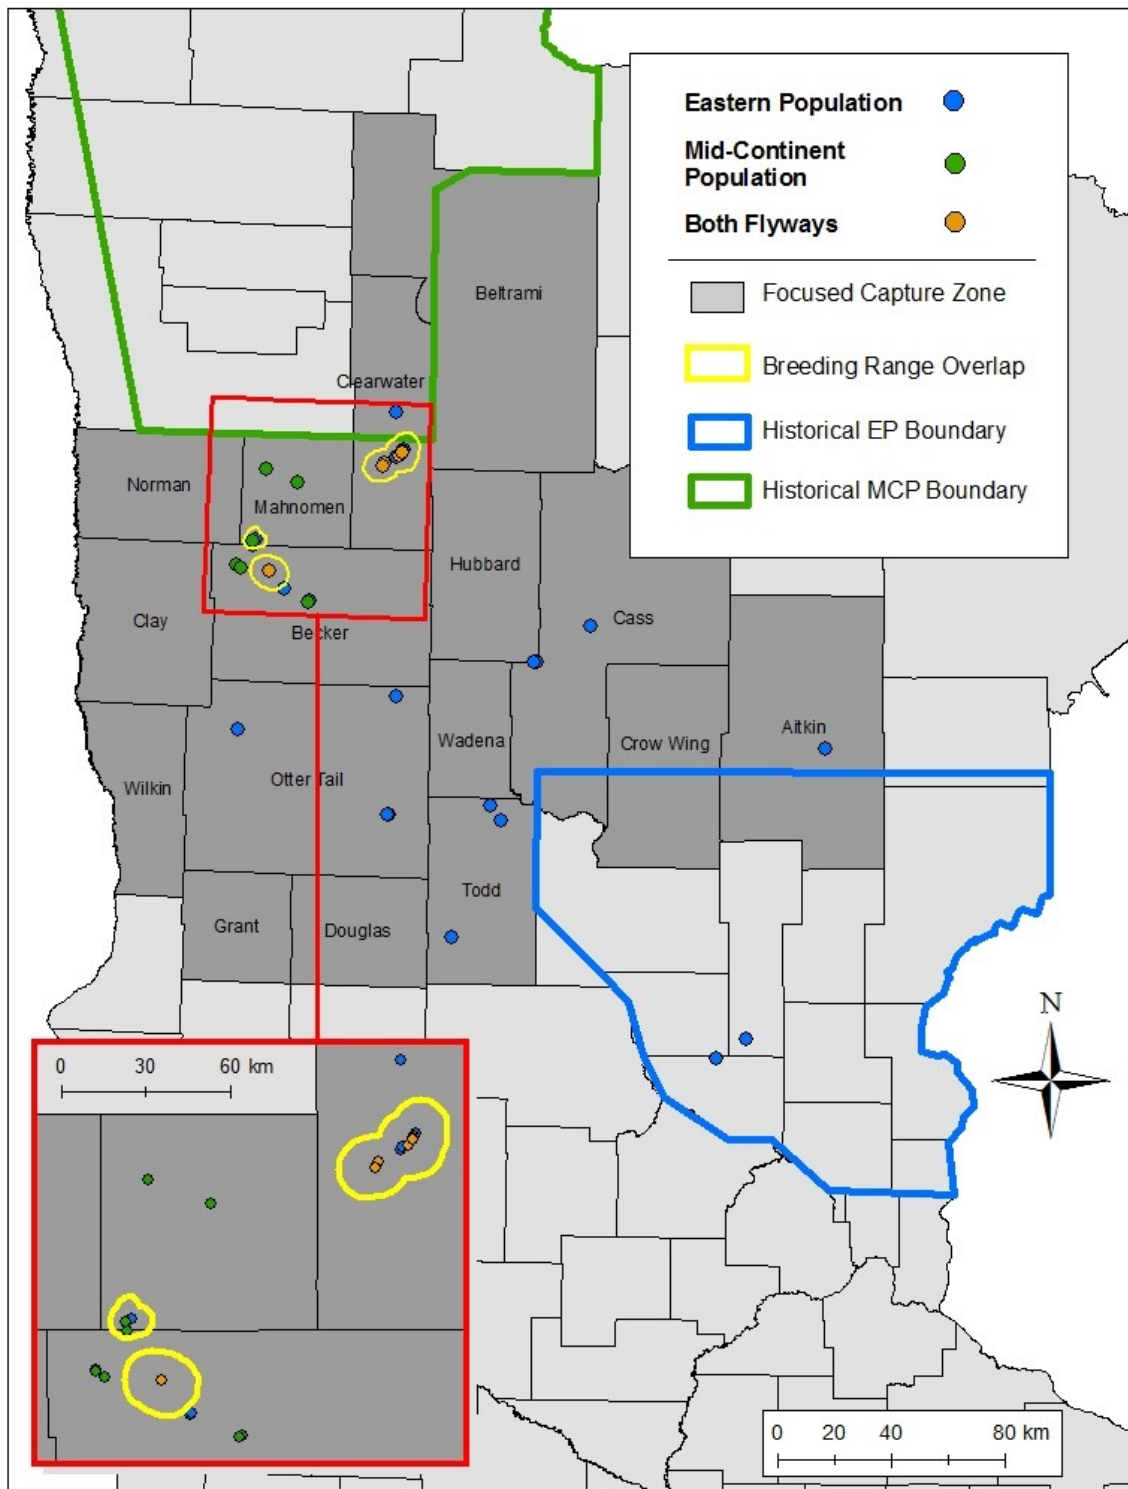 Eastern Population
Mid-Continent
Population
Both Flyways
Focused Capture Zone
Breeding Range Overlap
Historical EP Boundary
Historical MCP Boundary
Beltrami
Clearwater
Norman
Mahnomen
Hubbard
Clay
Becker
Cass
Wadena
Crow Wing
Aitkin
Wilkin
Otter Tail
Todd
Grant
Douglas
N
0 30 60 km
0 20 40 80 km